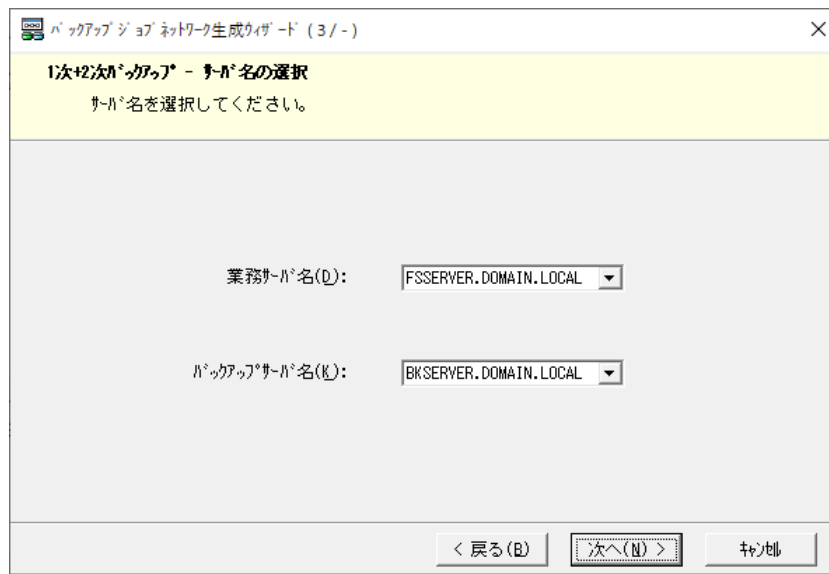 ﾊﾞｯｸｱｯﾌﾟｼﾞｮﾌﾞﾈｯﾄﾜｰｸ生成ｳｨｻﾞｰﾄﾞ (3/-)
1次+2次ﾊﾞｯｸｱｯﾌﾟ - ｻｰﾊﾞ名の選択
ｻｰﾊﾞ名を選択してください。
業務ｻｰﾊﾞ名(D): FSSERVER.DOMAIN.LOCAL
ﾊﾞｯｸｱｯﾌﾟｻｰﾊﾞ名(K): BKSERVER.DOMAIN.LOCAL
< 戻る(B) 次へ(N) > ｷｬﾝｾﾙ